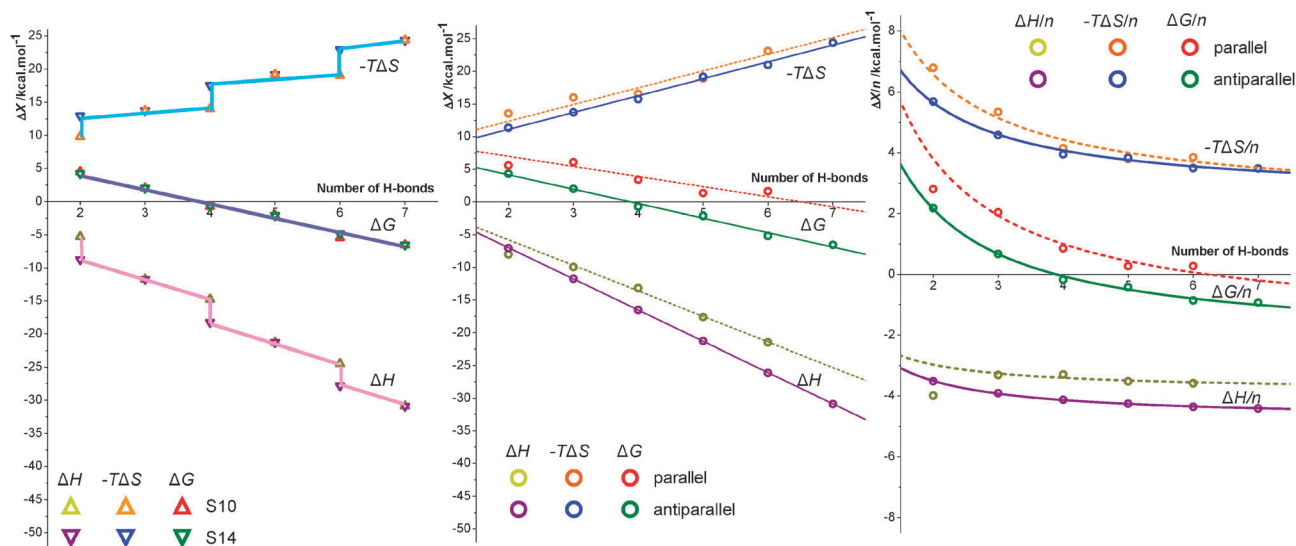 ΔX/kcal.mol⁻¹
25
20
15
10
5
0
-5
-10
-15
-20
-25
-30
-35
-40
-45
-50
-TΔS
Number of H-bonds
2 3 4 5 6 7
ΔG
ΔH
ΔH -TΔS ΔG
S10
S14
ΔX/kcal.mol⁻¹
25
20
15
10
5
0
-5
-10
-15
-20
-25
-30
-35
-40
-45
-50
-TΔS
Number of H-bonds
2 3 4 5 6 7
ΔG
ΔH
ΔH -TΔS ΔG
parallel
antiparallel
ΔX/n /kcal.mol⁻¹
8
6
4
2
0
-2
-4
-6
-8
ΔH/n -TΔS/n ΔG/n
parallel
antiparallel
-TΔS/n
Number of H-bonds
2 3 4 5 6 7
ΔG/n
ΔH/n